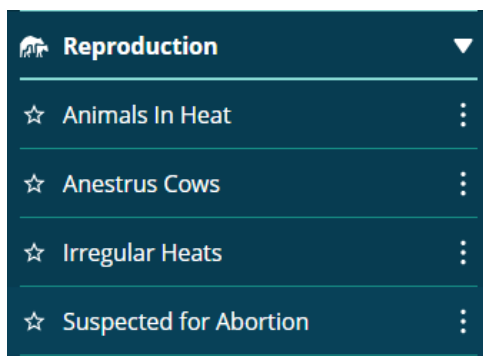 Reproduction
Animals In Heat
Anestrus Cows
Irregular Heats
Suspected for Abortion